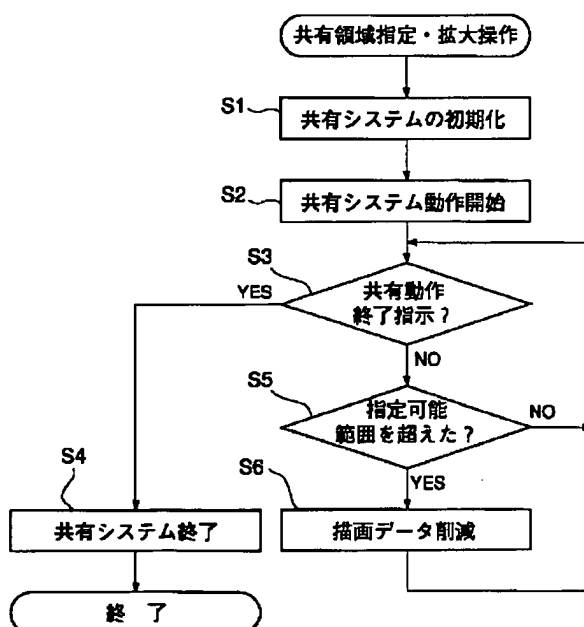 共有領域指定・拡大操作
S1
共有システムの初期化
S2
共有システム動作開始
S3
YES
共有動作
終了指示？
NO
S5
指定可能
範囲を超えた？
NO
YES
S4
S6
共有システム終了
描画データ削減
終 了